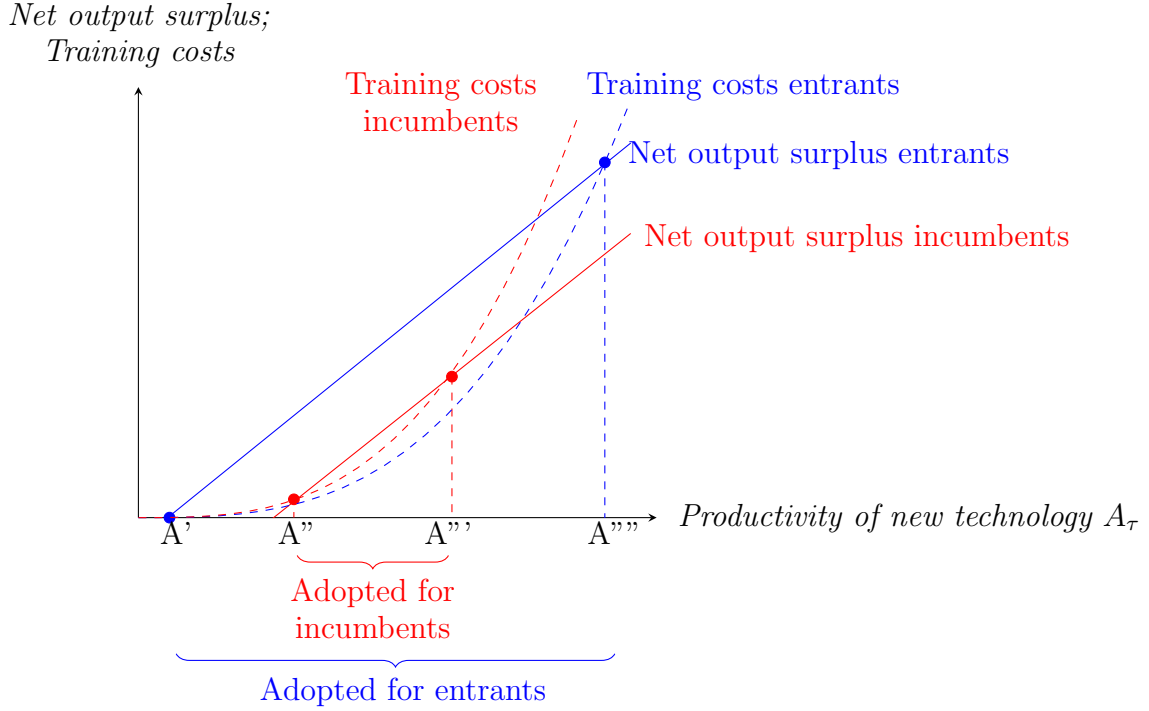 Net output surplus;
Training costs
Training costs
incumbents
Training costs entrants
Net output surplus entrants
Net output surplus incumbents
Productivity of new technology A_τ
A'
A''
A'''
A''''
Adopted for
incumbents
Adopted for entrants